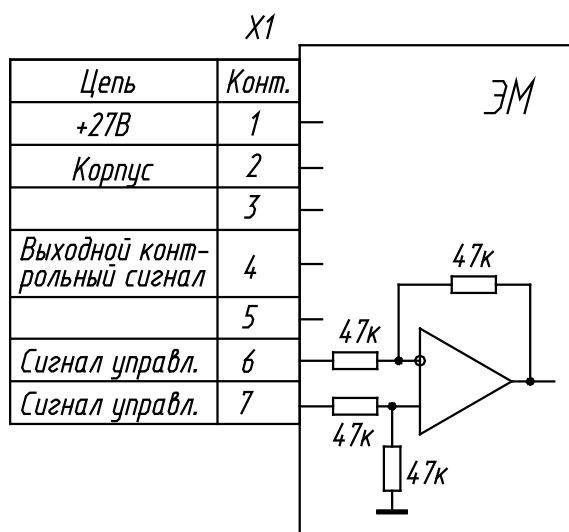 X1
ЭМ
Цепь Конт.
+27В 1
Корпус 2
3
Выходной конт-
рольный сигнал 4
5
Сигнал управл. 6
Сигнал управл. 7
47к
47к
47к
47к